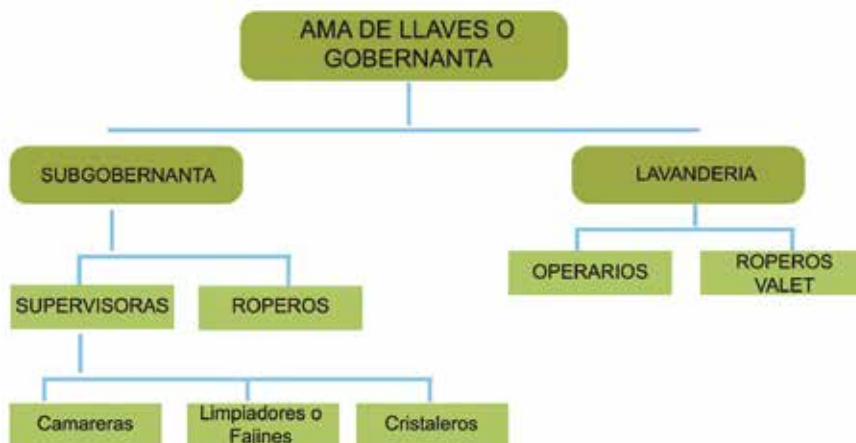 AMA DE LLAVES O
GOBERNANTA
SUBGOBERNANTA
LAVANDERIA
OPERARIOS
ROPEROS
VALET
SUPERVISORAS
ROPEROS
Camareras
Limpiadores o
Fajines
Cristaleros